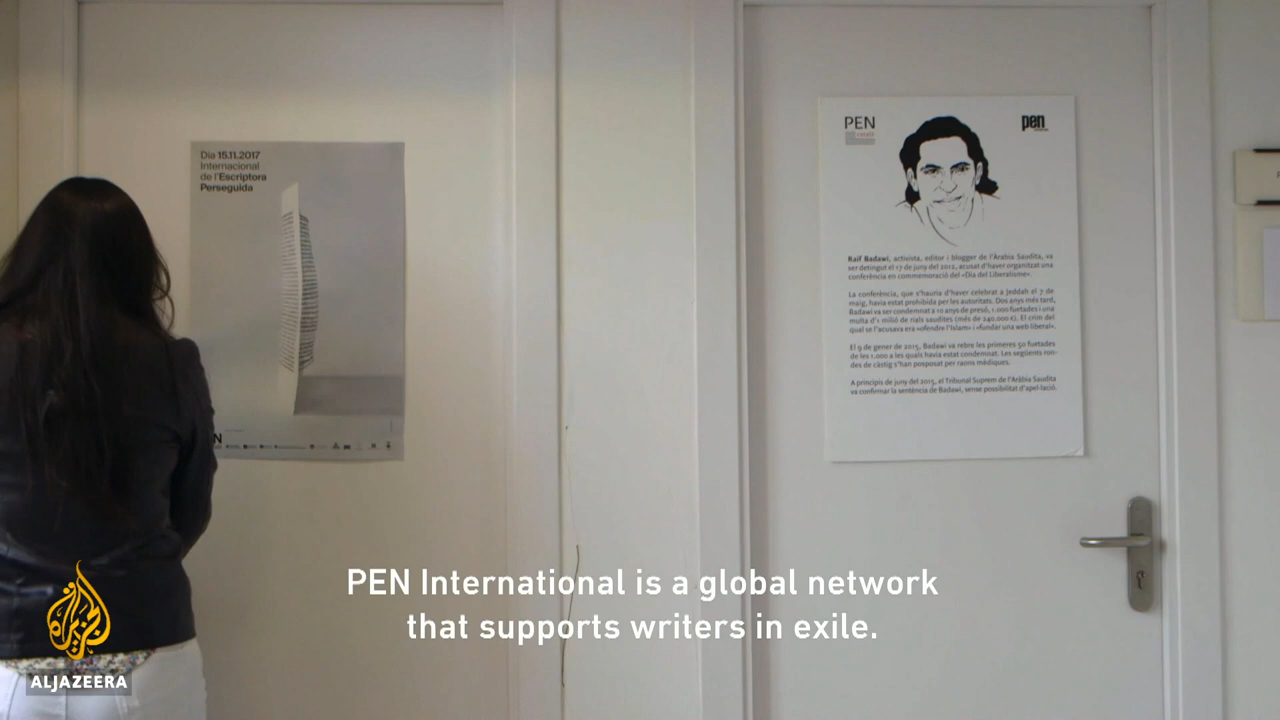 Dia 15.11.2017
Internacional
de l'Escriptora
Perseguida
N
PEN
català
pen
Raif Badawi, activista, editor i blogger de l'Aràbia Saudita, va
ser detingut el 17 de juny del 2012, acusat d'haver organitzat una
conferència en commemoració del «Dia del Liberalisme».
La conferència, que s'hauria d'haver celebrat a Jeddah el 7 de
maig, havia estat prohibida per les autoritats. Dos anys més tard,
Badawi va ser condemnat a 10 anys de presó, 1.000 fuetades i una
multa d'1 milió de rials saudites (més de 240.000 €). El crim del
qual se l'acusava era «ofendre l'Islam» i «fundar una web liberal».
El 9 de gener de 2015, Badawi va rebre les primeres 50 fuetades
de les 1.000 a les quals havia estat condemnat. Les següents ron-
des de càstig s'han posposat per raons mèdiques.
A principis de juny del 2015, el Tribunal Suprem de l'Aràbia Saudita
va confirmar la sentència de Badawi, sense possibilitat d'apel·lació.
PEN International is a global network
that supports writers in exile.
الجزيرة
ALJAZEERA